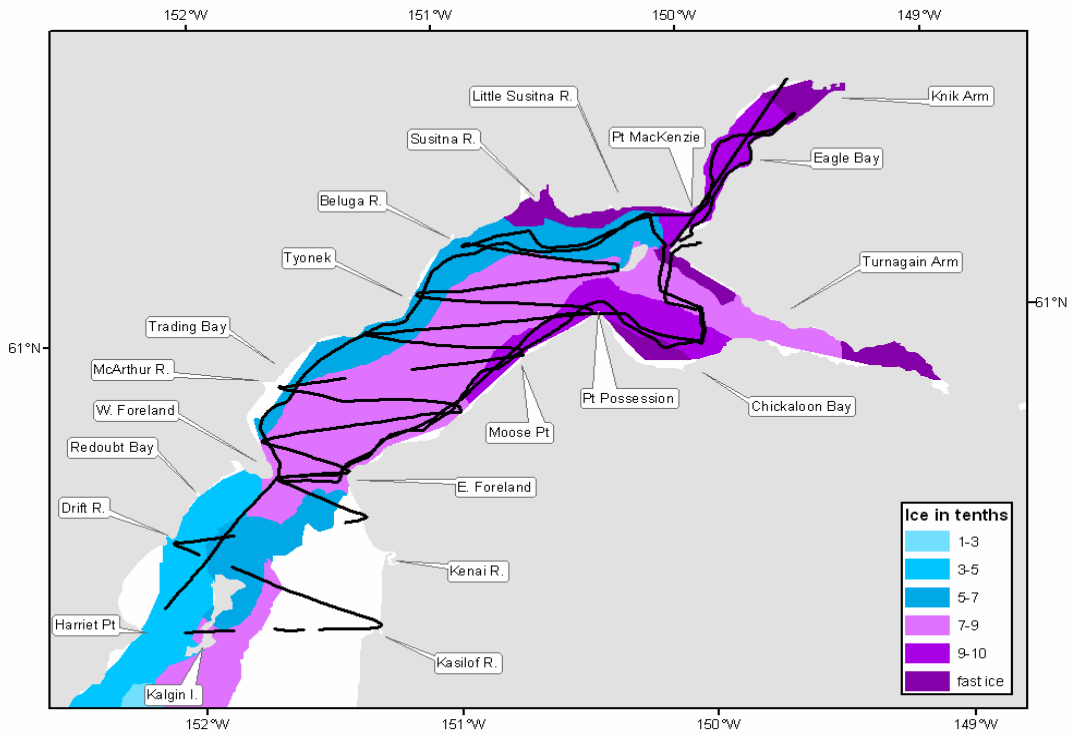 152°W 151°W 150°W 149°W
Little Susitna R.
Knik Arm
Susitna R.
Pt MacKenzie
Eagle Bay
Beluga R.
Tyonek
Turnagain Arm
61°N
Trading Bay
61°N
McArthur R.
Pt Possession
W. Foreland
Chickaloon Bay
Moose Pt
Redoubt Bay
E. Foreland
Drift R.
Ice in tenths
1-3
3-5
Kenai R.
5-7
Harriet Pt
7-9
9-10
Kasilof R.
fast ice
Kalgin I.
152°W 151°W 150°W 149°W